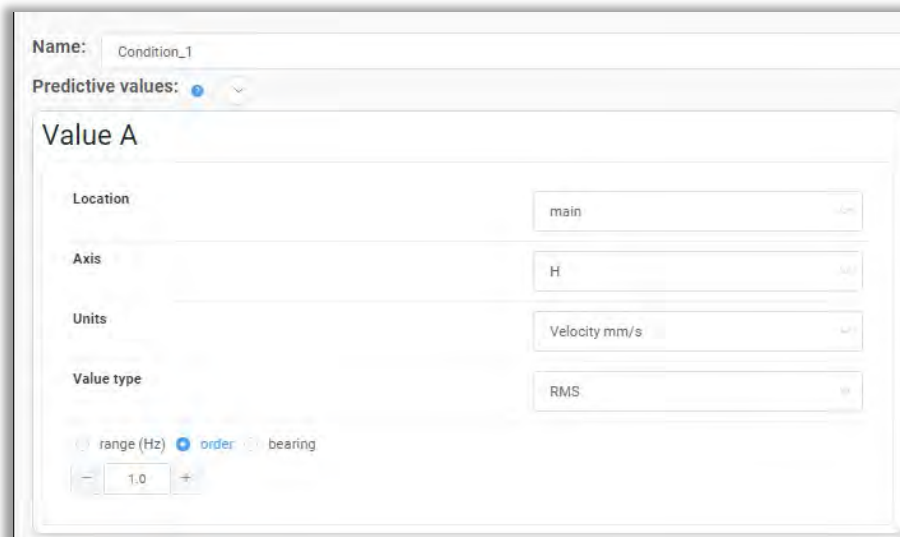 Name: Condition_1
Predictive values: ?
Value A
Location main
Axis H
Units Velocity mm/s
Value type RMS
range (Hz) order bearing
− 1.0 +